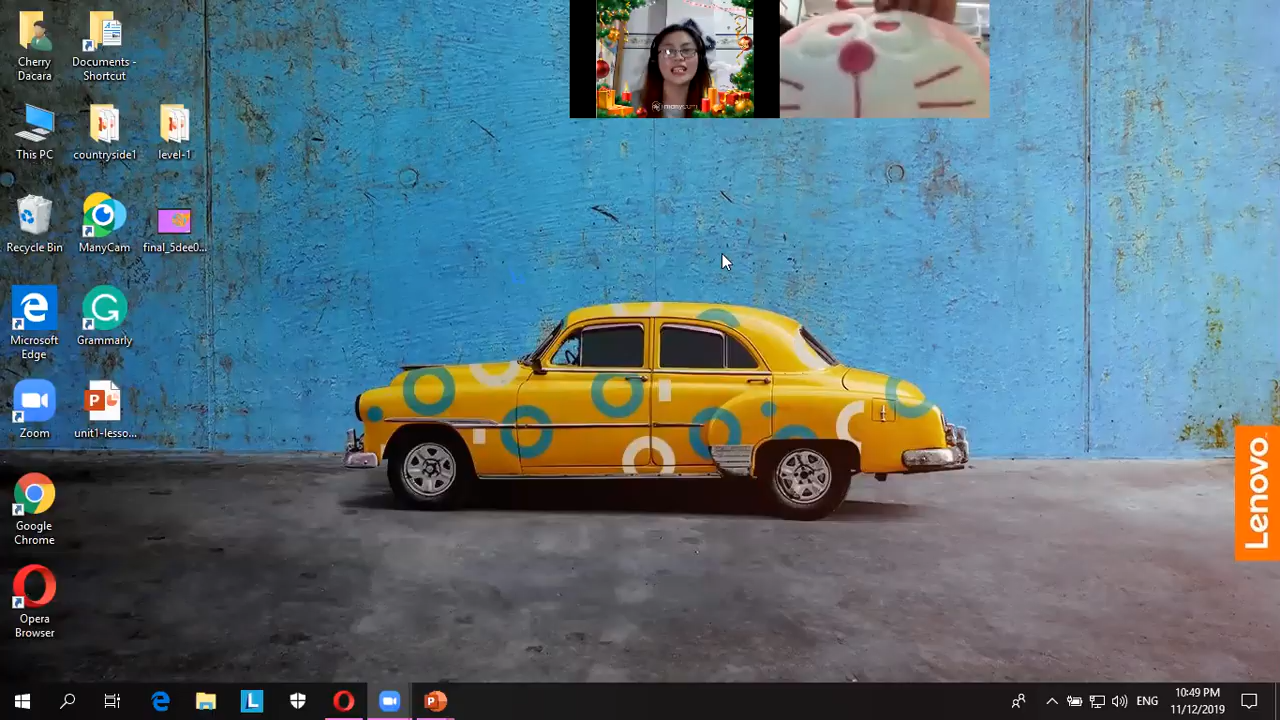 Cherry
Dacara
Documents -
Shortcut
This PC
countryside1
level-1
Recycle Bin
ManyCam
final_5dee0...
Microsoft
Edge
Grammarly
Zoom
unit1-lesso...
Google
Chrome
Opera
Browser
manycam
Lenovo
ENG
10:49 PM
11/12/2019